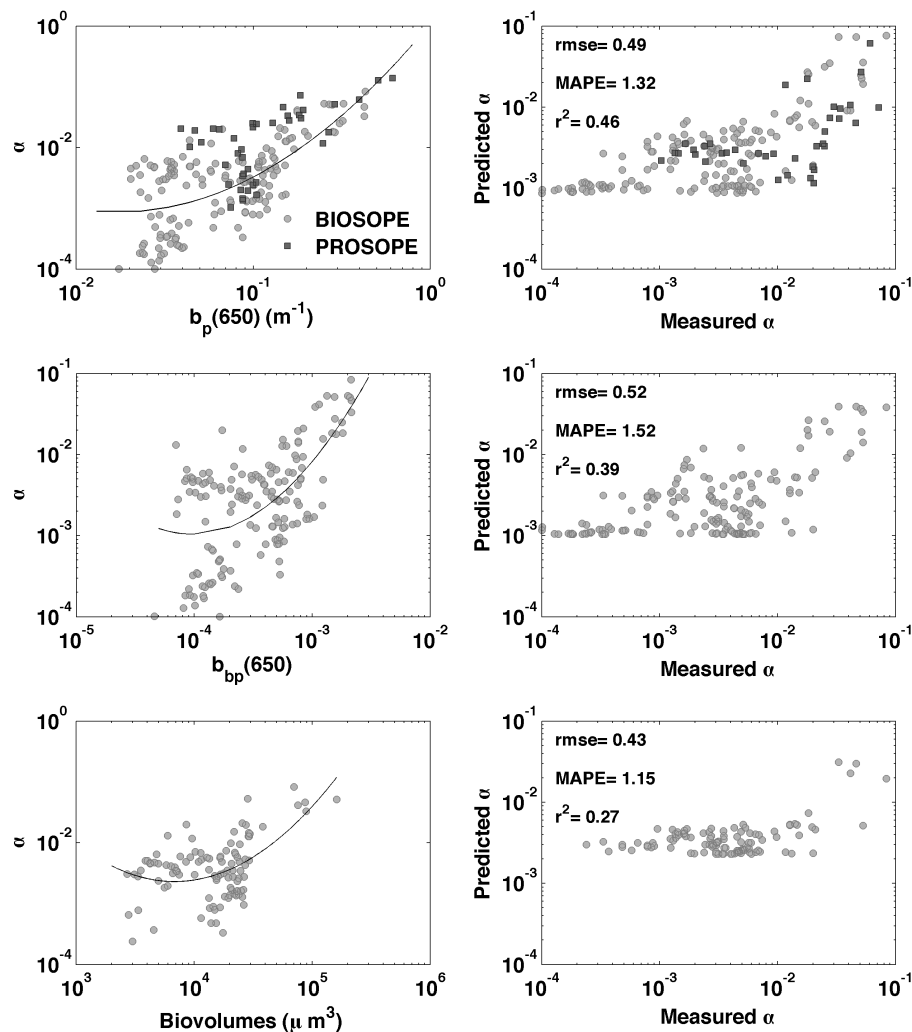 10^0
10^-2
10^-4
α
BIOSOPE
PROSOPE
10^-2 10^-1 10^0
b_p(650) (m^-1)
10^-1
10^-2
10^-3
10^-4
Predicted α
rmse= 0.49
MAPE= 1.32
r^2= 0.46
10^-4 10^-3 10^-2 10^-1
Measured α
10^-1
10^-2
10^-3
10^-4
α
10^-5 10^-4 10^-3 10^-2
b_bp(650)
10^-1
10^-2
10^-3
10^-4
Predicted α
rmse= 0.52
MAPE= 1.52
r^2= 0.39
10^-4 10^-3 10^-2 10^-1
Measured α
10^0
10^-2
10^-4
α
10^3 10^4 10^5 10^6
Biovolumes (μ m^3)
10^-1
10^-2
10^-3
10^-4
Predicted α
rmse= 0.43
MAPE= 1.15
r^2= 0.27
10^-4 10^-3 10^-2 10^-1
Measured α